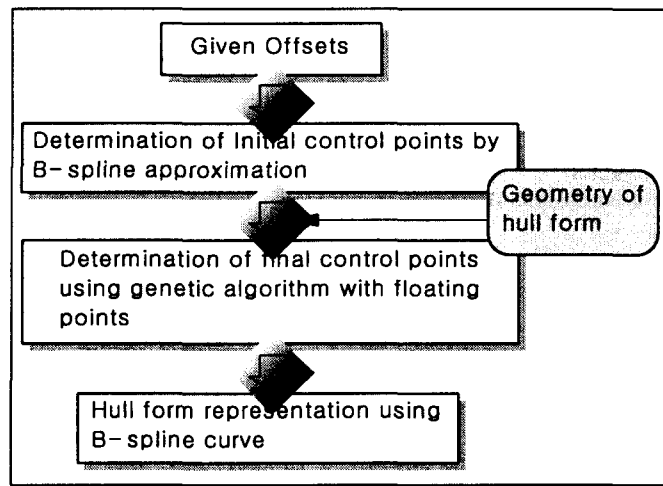 Given Offsets
Determination of Initial control points by
B-spline approximation
Geometry of
hull form
Determination of final control points
using genetic algorithm with floating
points
Hull form representation using
B-spline curve